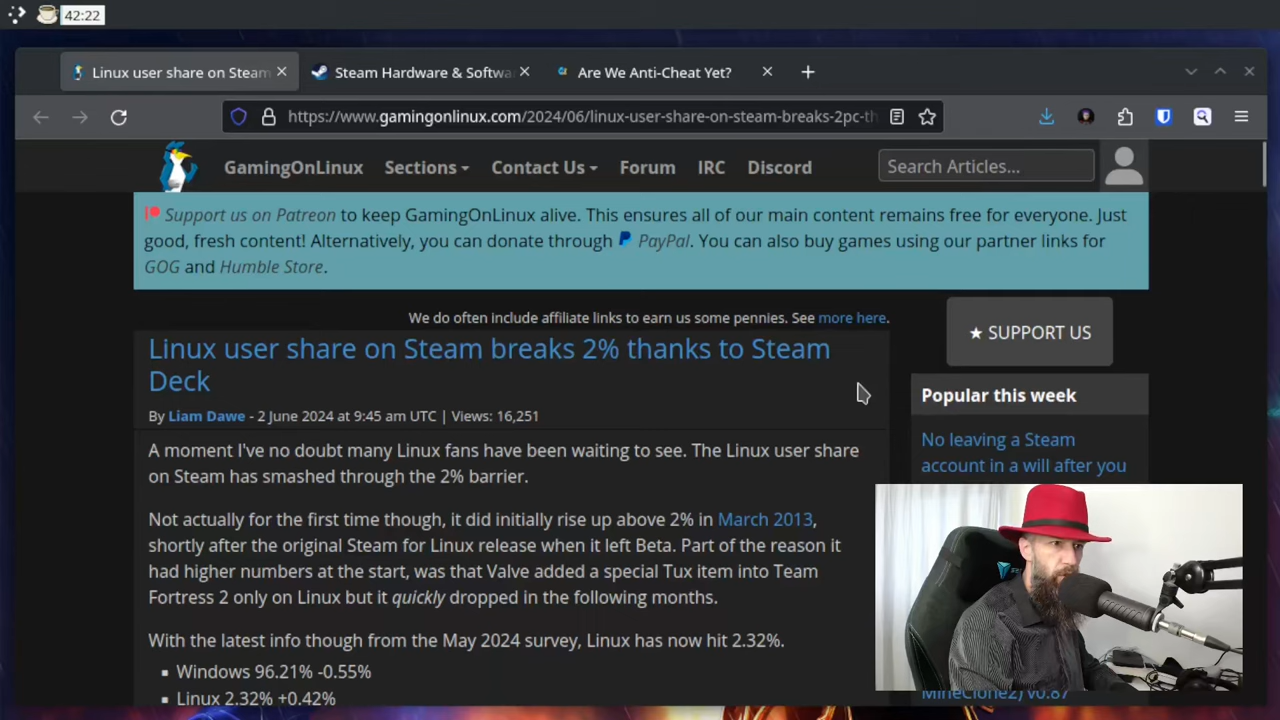 42:22
Linux user share on Steam
Steam Hardware & Softwa
Are We Anti-Cheat Yet?
https://www.gamingonlinux.com/2024/06/linux-user-share-on-steam-breaks-2pc-th
GamingOnLinux Sections Contact Us Forum IRC Discord
Search Articles...
Support us on Patreon to keep GamingOnLinux alive. This ensures all of our main content remains free for everyone. Just
good, fresh content! Alternatively, you can donate through PayPal. You can also buy games using our partner links for
GOG and Humble Store.
We do often include affiliate links to earn us some pennies. See more here.
★ SUPPORT US
Linux user share on Steam breaks 2% thanks to Steam
Deck
By Liam Dawe - 2 June 2024 at 9:45 am UTC | Views: 16,251
A moment I've no doubt many Linux fans have been waiting to see. The Linux user share
on Steam has smashed through the 2% barrier.
Not actually for the first time though, it did initially rise up above 2% in March 2013,
shortly after the original Steam for Linux release when it left Beta. Part of the reason it
had higher numbers at the start, was that Valve added a special Tux item into Team
Fortress 2 only on Linux but it quickly dropped in the following months.
With the latest info though from the May 2024 survey, Linux has now hit 2.32%.
▪ Windows 96.21% -0.55%
▪ Linux 2.32% +0.42%
Popular this week
No leaving a Steam
account in a will after you
MineClone2) v0.87